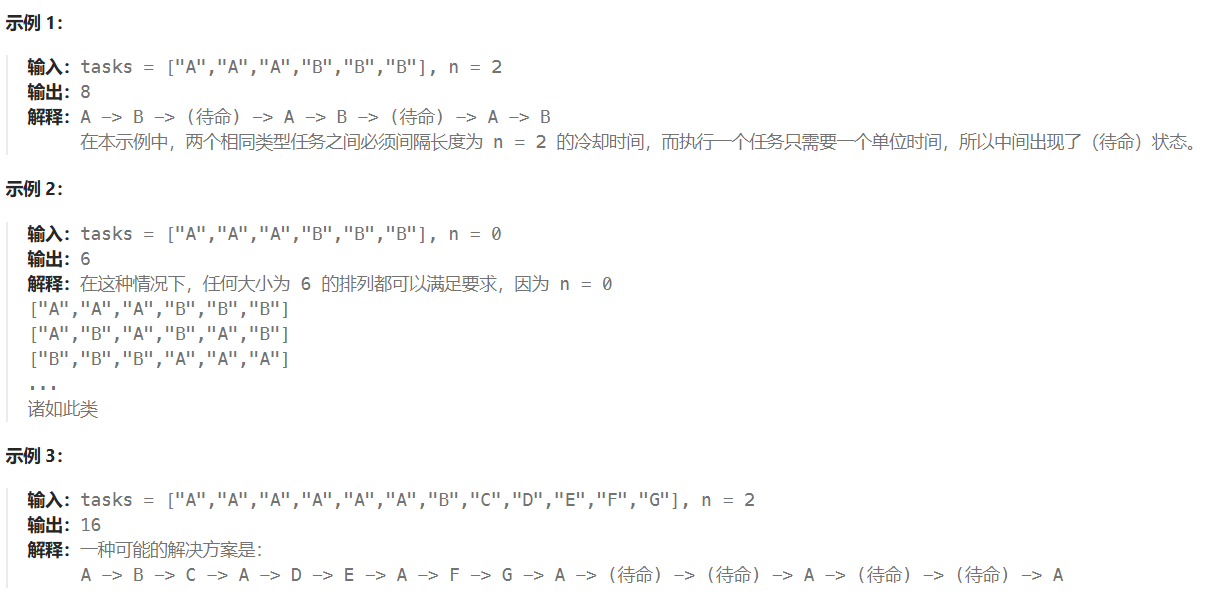 示例 1：
输入：tasks = ["A","A","A","B","B","B"], n = 2
输出：8
解释：A -> B -> (待命) -> A -> B -> (待命) -> A -> B
在本示例中，两个相同类型任务之间必须间隔长度为 n = 2 的冷却时间，而执行一个任务只需要一个单位时间，所以中间出现了（待命）状态。
示例 2：
输入：tasks = ["A","A","A","B","B","B"], n = 0
输出：6
解释：在这种情况下，任何大小为 6 的排列都可以满足要求，因为 n = 0
["A","A","A","B","B","B"]
["A","B","A","B","A","B"]
["B","B","B","A","A","A"]
...
诸如此类
示例 3：
输入：tasks = ["A","A","A","A","A","A","B","C","D","E","F","G"], n = 2
输出：16
解释：一种可能的解决方案是：
A -> B -> C -> A -> D -> E -> A -> F -> G -> A -> (待命) -> (待命) -> A -> (待命) -> (待命) -> A